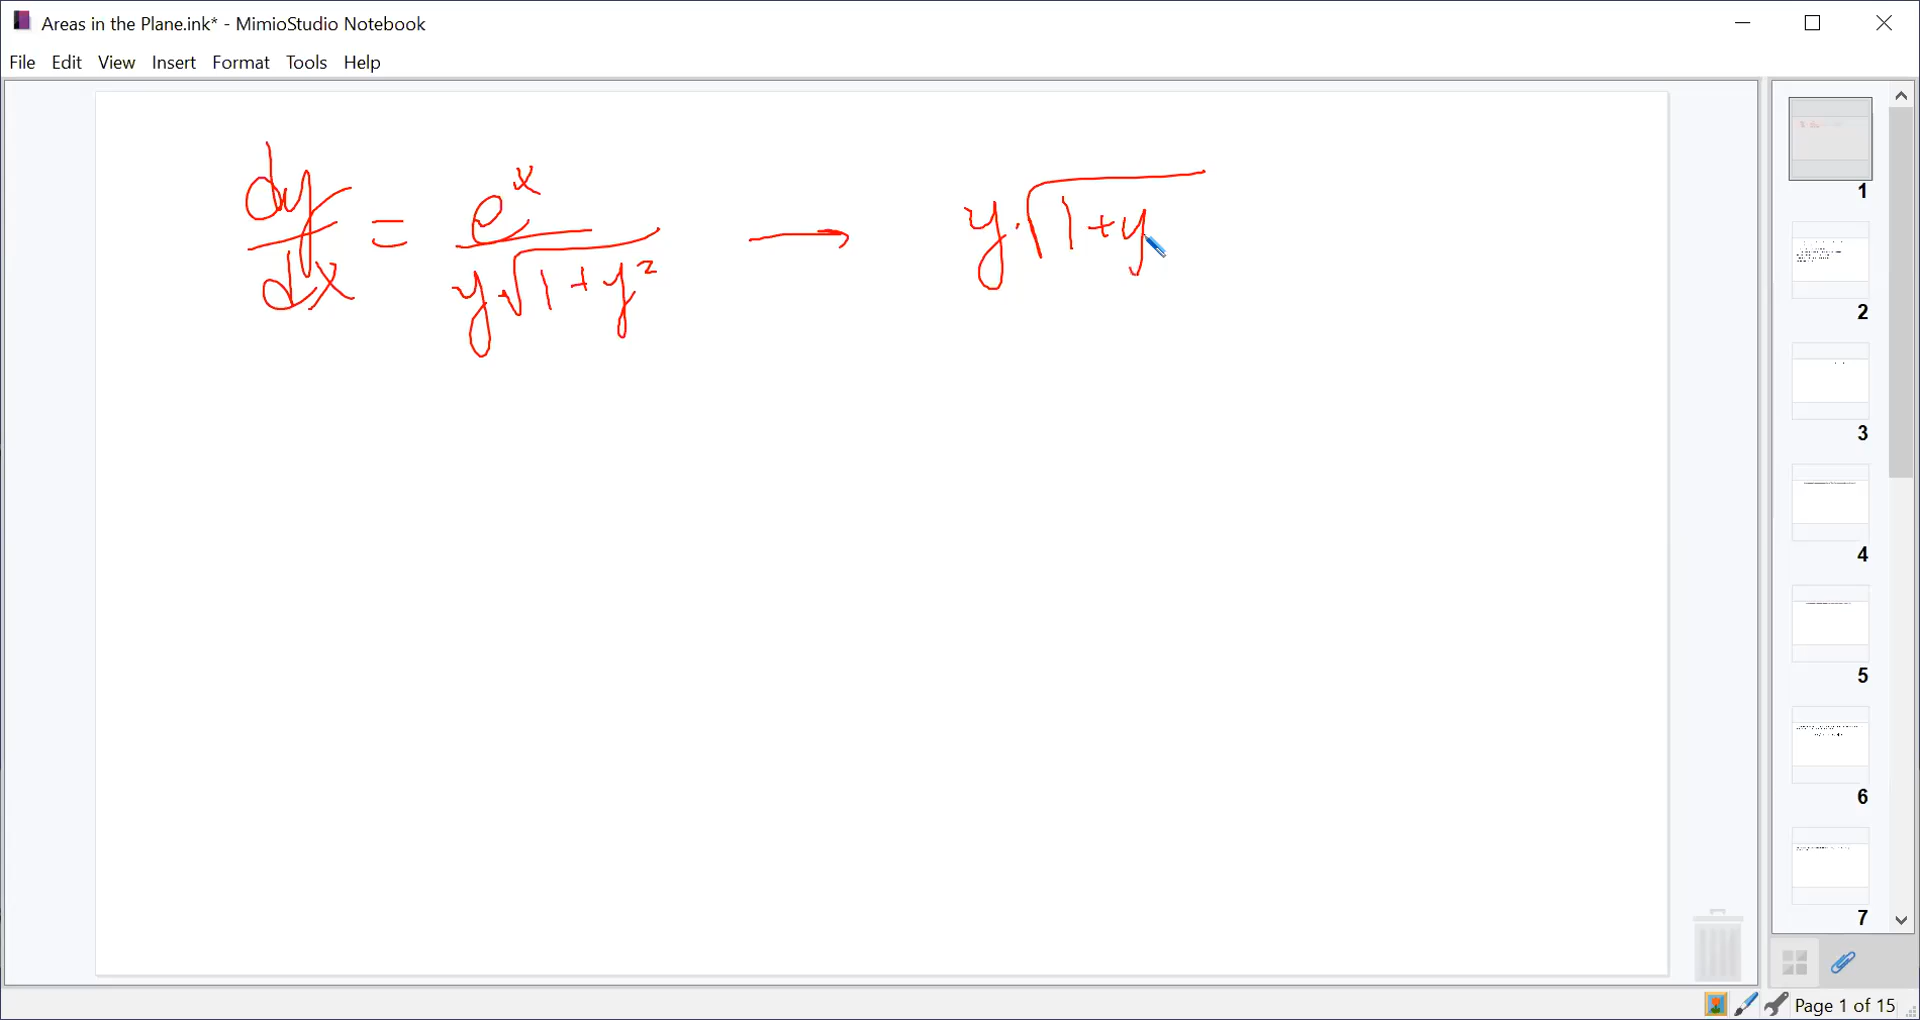 Areas in the Plane.ink* - MimioStudio Notebook
File Edit View Insert Format Tools Help
dy/dx = e^x / y·√(1+y²) → y·√(1+y
1
2
3
4
5
6
7
Page 1 of 15